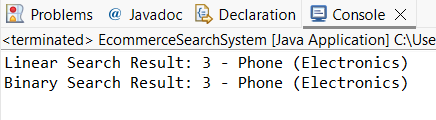 Problems @ Javadoc Declaration Console
<terminated> EcommerceSearchSystem [Java Application] C:\Use
Linear Search Result: 3 - Phone (Electronics)
Binary Search Result: 3 - Phone (Electronics)